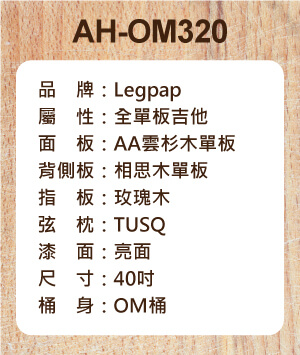 AH-OM320
品　牌：Legpap
屬　性：全單板吉他
面　板：AA雲杉木單板
背側板：相思木單板
指　板：玫瑰木
弦　枕：TUSQ
漆　面：亮面
尺　寸：40吋
桶　身：OM桶